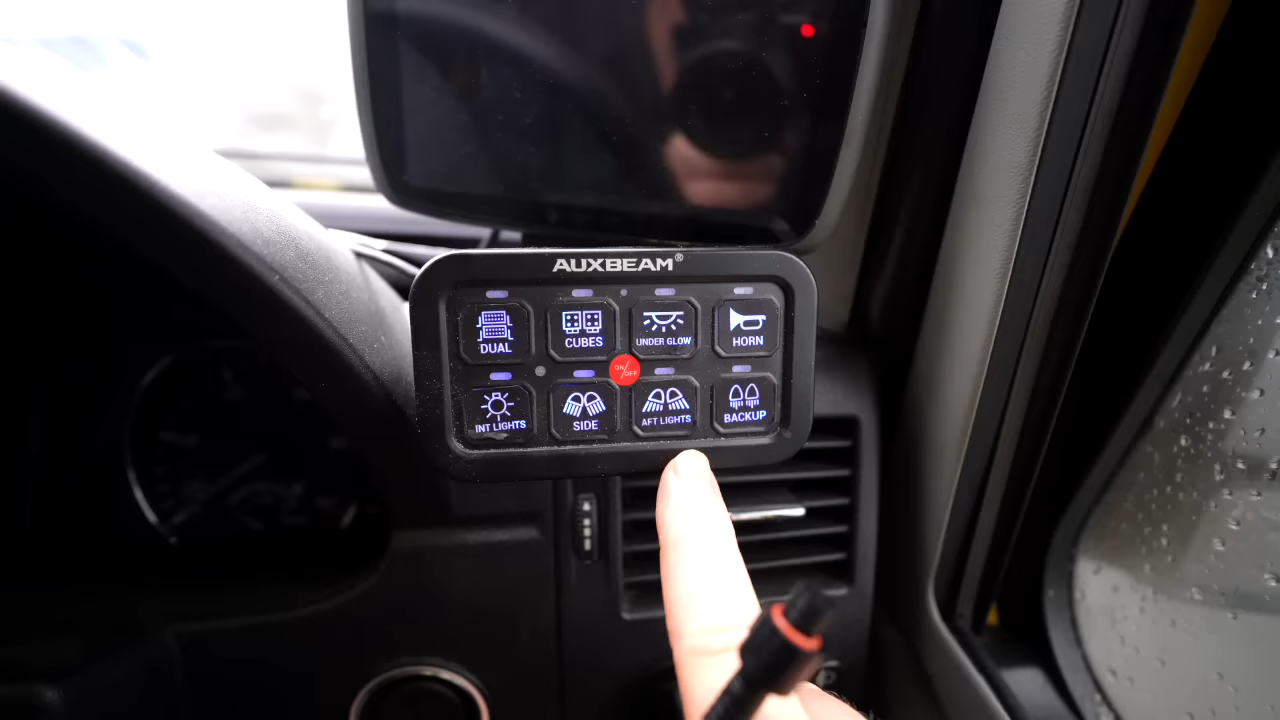 AUXBEAM®
DUAL
CUBES
UNDER GLOW
HORN
ON/OFF
INT LIGHTS
SIDE
AFT LIGHTS
BACKUP